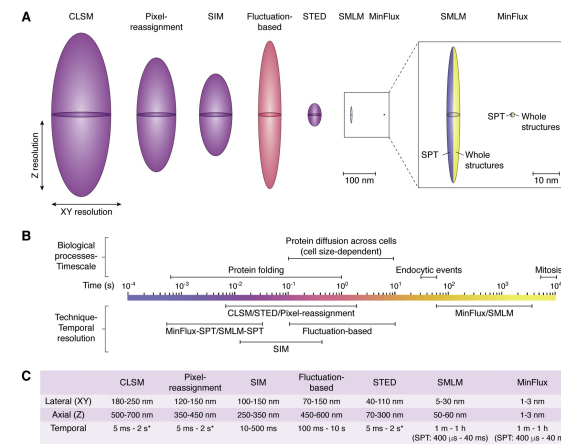 A
CLSM Pixel- SIM Fluctuation- STED SMLM MinFlux SMLM MinFlux
reassignment based
Z resolution
XY resolution
100 nm
SPT Whole
structures
SPT Whole
structures
10 nm
B
Biological
processes-
Timescale
Protein diffusion across cells
(cell size-dependent)
Protein folding Endocytic events Mitosis
Time (s) 10-4 10-3 10-2 10-1 100 101 102 103 104
Technique-
Temporal
resolution
CLSM/STED/Pixel-reassignment MinFlux/SMLM
MinFlux-SPT/SMLM-SPT Fluctuation-based
SIM
C
CLSM Pixel- SIM Fluctuation- STED SMLM MinFlux
reassignment based
Lateral (XY) 180-250 nm 120-150 nm 100-150 nm 70-150 nm 40-110 nm 5-30 nm 1-3 nm
Axial (Z) 500-700 nm 350-450 nm 250-350 nm 450-600 nm 70-300 nm 50-60 nm 1-3 nm
Temporal 5 ms - 2 s* 5 ms - 2 s* 10-500 ms 100 ms - 10 s 5 ms - 2 s* 1 m - 1 h 1 m - 1 h
(SPT: 400 μs - 40 ms) (SPT: 400 μs - 40 m